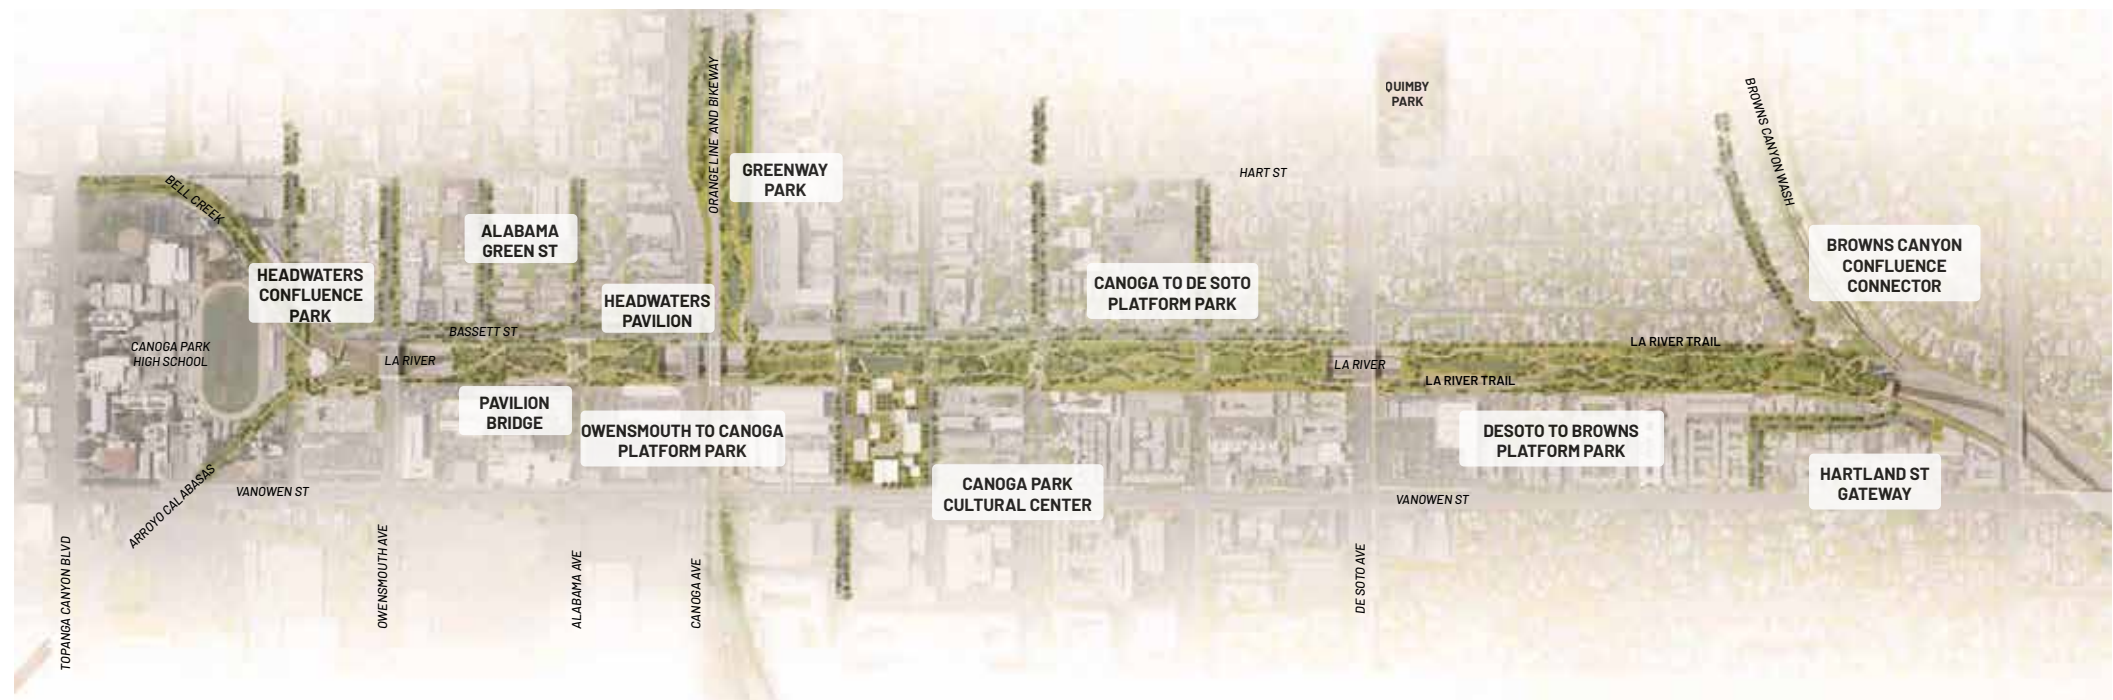 QUIMBY
PARK
ORANGE LINE AND BIKEWAY
BROWNS CANYON WASH
GREENWAY
PARK
HART ST
BELL CREEK
ALABAMA
GREEN ST
BROWNS CANYON
CONFLUENCE
CONNECTOR
HEADWATERS
CONFLUENCE
PARK
CANOGA TO DE SOTO
PLATFORM PARK
HEADWATERS
PAVILION
BASSETT ST
LA RIVER TRAIL
CANOGA PARK
HIGH SCHOOL
LA RIVER
LA RIVER
LA RIVER TRAIL
PAVILION
BRIDGE
OWENSMOUTH TO CANOGA
PLATFORM PARK
DESOTO TO BROWNS
PLATFORM PARK
CANOGA PARK
CULTURAL CENTER
HARTLAND ST
GATEWAY
ARROYO CALABASAS
VANOWEN ST
VANOWEN ST
TOPANGA CANYON BLVD
OWENSMOUTH AVE
ALABAMA AVE
CANOGA AVE
DE SOTO AVE